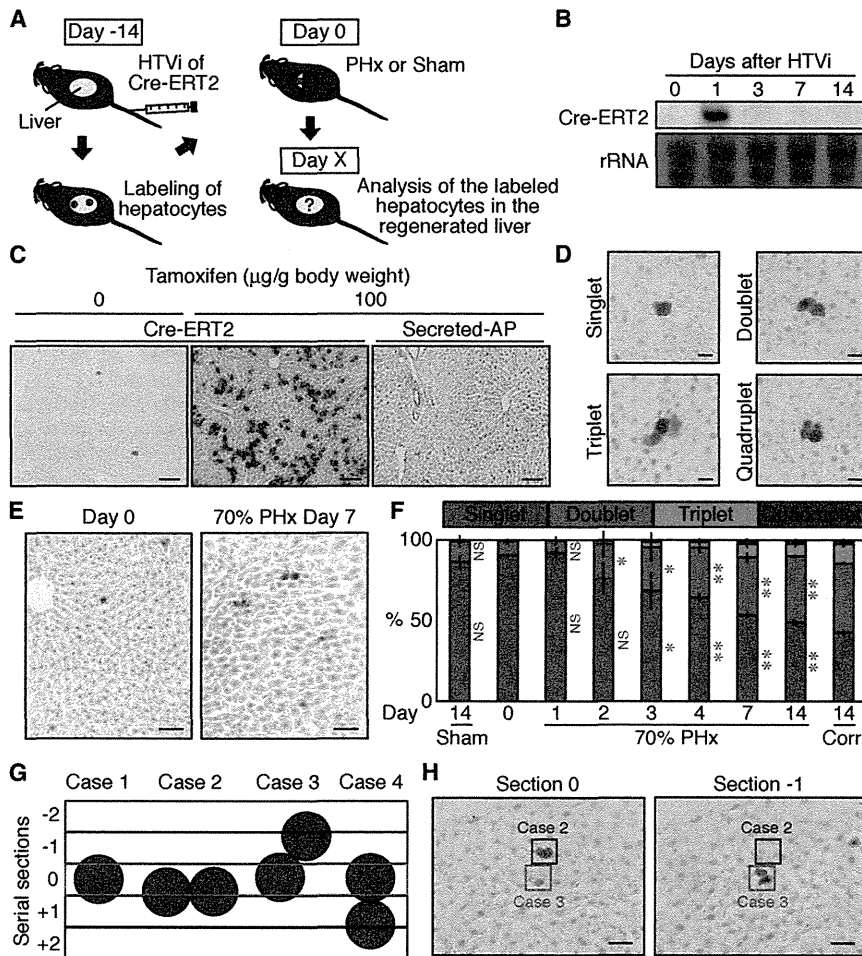 A
Day -14
HTVi of
Cre-ERT2
Liver
Labeling of
hepatocytes
Day 0
PHx or Sham
Day X
?
Analysis of the labeled
hepatocytes in the
regenerated liver
B
Days after HTVi
0 1 3 7 14
Cre-ERT2
rRNA
C
Tamoxifen (μg/g body weight)
0 100
Cre-ERT2 Secreted-AP
D
Singlet
Doublet
Triplet
Quadruplet
E
Day 0 70% PHx Day 7
F
Singlet Doublet Triplet
100
%
50
0
NS NS * * ** ** **
NS NS * ** ** **
Day 14 0 1 2 3 4 7 14 14
Sham 70% PHx Corr
G
Case 1 Case 2 Case 3 Case 4
Serial sections
-2
-1
0
+1
+2
H
Section 0 Section -1
Case 2 Case 2
Case 3 Case 3